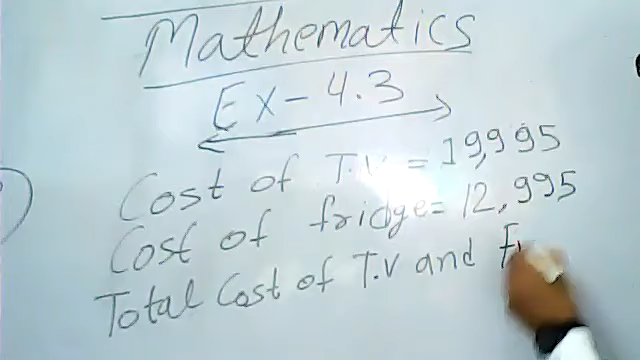 Mathematics
Ex - 4.3
Cost of T.V = 19,995
Cost of fridge = 12,995
Total Cost of T.V and